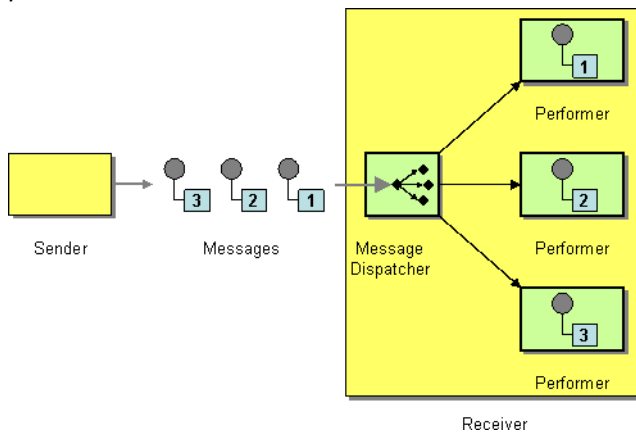 1
Performer
3 2 1
2
Sender
Messages
Message
Dispatcher
Performer
3
Performer
Receiver